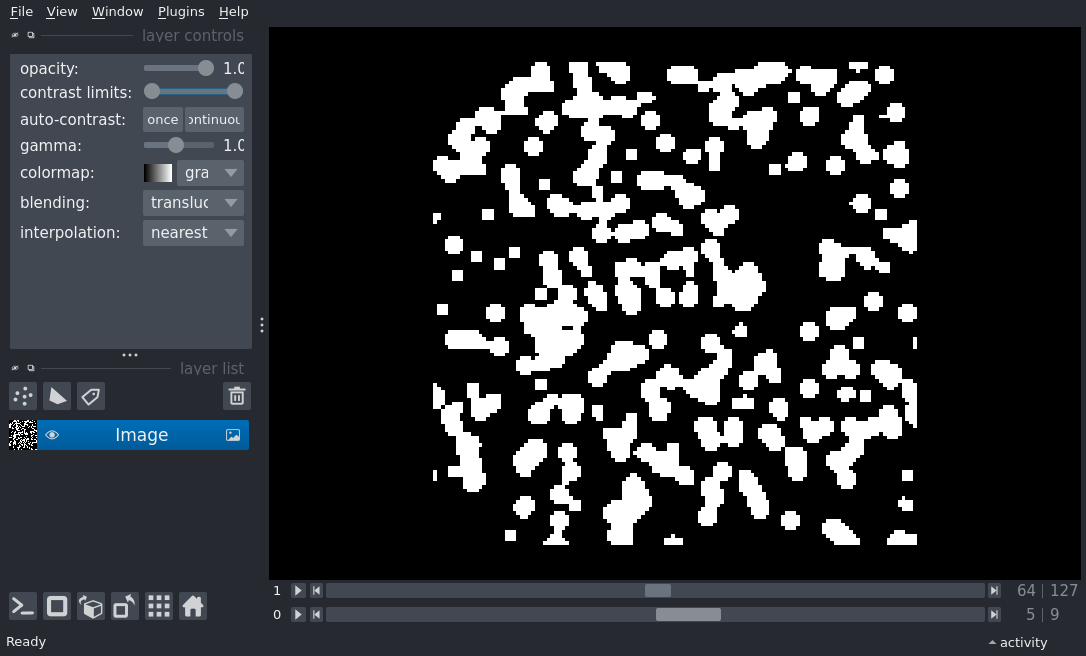 File View Window Plugins Help
layer controls
opacity: 1.0
contrast limits:
auto-contrast: once ontinuou
gamma: 1.0
colormap: gra
blending: transluc
interpolation: nearest
layer list
Image
1 64 | 127
0 5 | 9
Ready activity